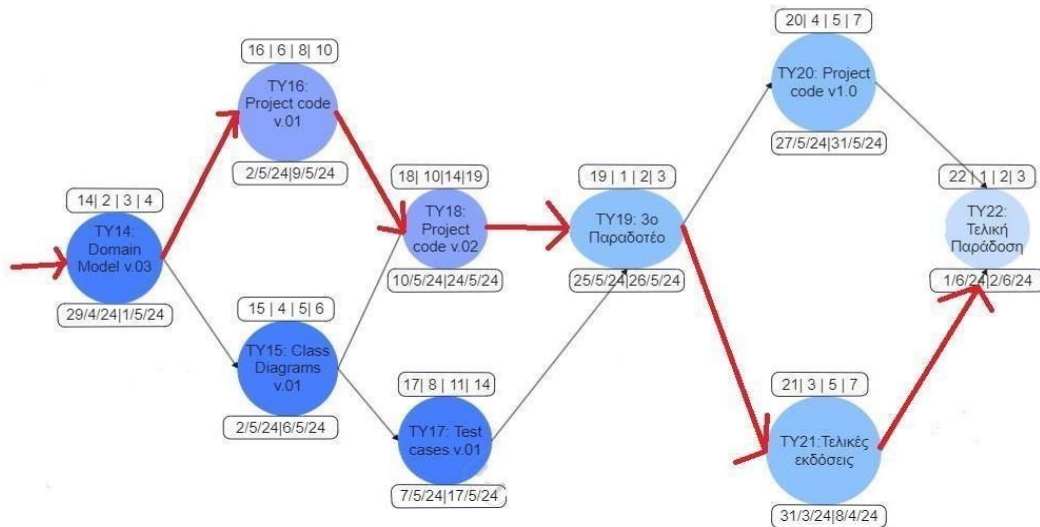 16 | 6 | 8| 10
TY16:
Project code
v.01
2/5/24|9/5/24
20| 4 | 5 | 7
TY20: Project
code v1.0
27/5/24|31/5/24
14| 2 | 3 | 4
TY14:
Domain
Model v.03
29/4/24|1/5/24
18| 10|14|19
TY18:
Project
code v.02
10/5/24|24/5/24
19 | 1 | 2| 3
TY19: 3ο
Παραδοτέο
25/5/24|26/5/24
22 | 1 | 2| 3
TY22:
Τελική
Παράδοση
1/6/24|2/6/24
15 | 4 | 5| 6
TY15: Class
Diagrams
v.01
2/5/24|6/5/24
17| 8 | 11| 14
TY17: Test
cases v.01
7/5/24|17/5/24
21| 3 | 5 | 7
TY21:Τελικές
εκδόσεις
31/3/24|8/4/24